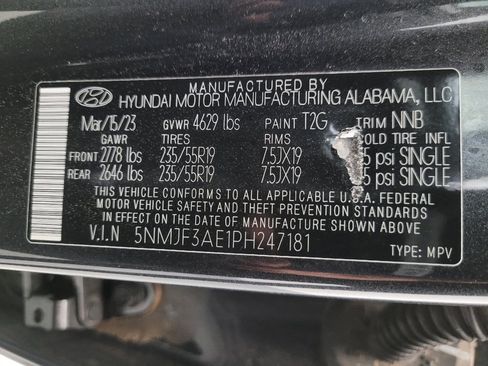 MANUFACTURED BY
HYUNDAI MOTOR MANUFACTURING ALABAMA, LLC
Mar/15/23 GVWR 4629 lbs PAINT T2G TRIM NNB
GAWR TIRES RIMS COLD TIRE INFL
FRONT 2778 lbs 235/55R19 7.5JX19 5 psi SINGLE
REAR 2646 lbs 235/55R19 7.5JX19 5 psi SINGLE
THIS VEHICLE CONFORMS TO ALL APPLICABLE U.S.A. FEDERAL
MOTOR VEHICLE SAFETY AND THEFT PREVENTION STANDARDS
IN EFFECT ON THE DATE OF MANUFACTURE SHOWN ABOVE
V.I.N 5NMJF3AE1PH247181
TYPE: MPV